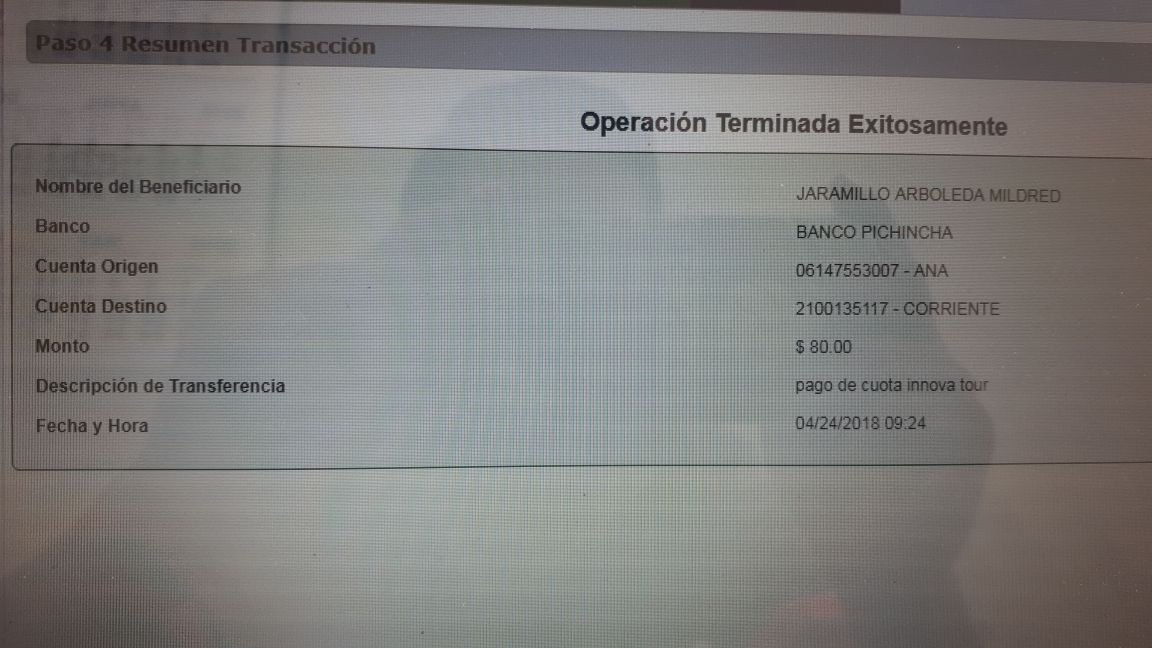 Paso 4 Resumen Transacción
Operación Terminada Exitosamente
Nombre del Beneficiario JARAMILLO ARBOLEDA MILDRED
Banco BANCO PICHINCHA
Cuenta Origen 06147553007 - ANA
Cuenta Destino 2100135117 - CORRIENTE
Monto $ 80.00
Descripción de Transferencia pago de cuota innova tour
Fecha y Hora 04/24/2018 09:24